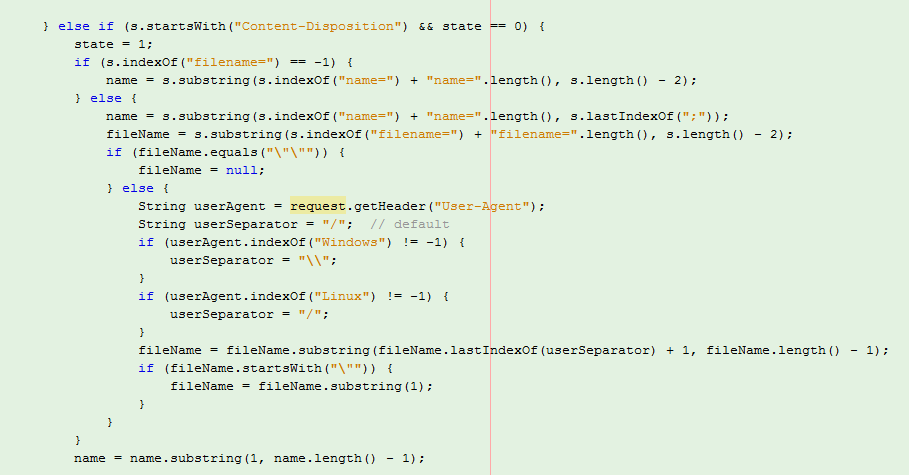 } else if (s.startsWith("Content-Disposition") && state == 0) {
state = 1;
if (s.indexOf("filename=") == -1) {
name = s.substring(s.indexOf("name=") + "name=".length(), s.length() - 2);
} else {
name = s.substring(s.indexOf("name=") + "name=".length(), s.lastIndexOf(";"));
fileName = s.substring(s.indexOf("filename=") + "filename=".length(), s.length() - 2);
if (fileName.equals("\"\"")) {
fileName = null;
} else {
String userAgent = request.getHeader("User-Agent");
String userSeparator = "/";  // default
if (userAgent.indexOf("Windows") != -1) {
userSeparator = "\\";
}
if (userAgent.indexOf("Linux") != -1) {
userSeparator = "/";
}
fileName = fileName.substring(fileName.lastIndexOf(userSeparator) + 1, fileName.length() - 1);
if (fileName.startsWith("\"")) {
fileName = fileName.substring(1);
}
}
}
name = name.substring(1, name.length() - 1);